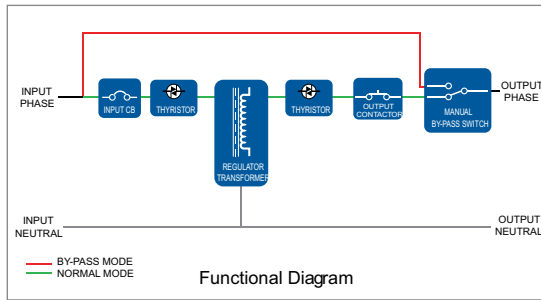 INPUT
PHASE
INPUT CB
THYRISTOR
REGULATOR
TRANSFORMER
THYRISTOR
OUTPUT
CONTACTOR
MANUAL
BY-PASS SWITCH
OUTPUT
PHASE
INPUT
NEUTRAL
OUTPUT
NEUTRAL
BY-PASS MODE
NORMAL MODE
Functional Diagram